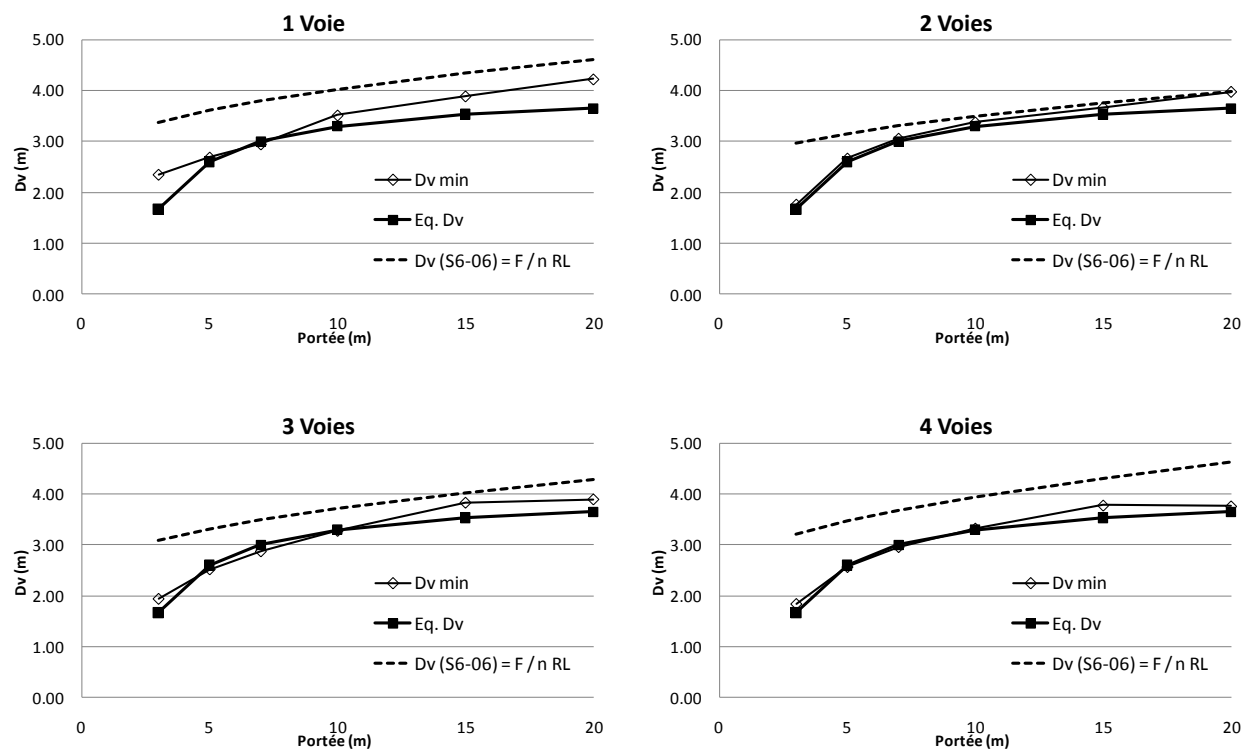 1 Voie
5.00
4.00
3.00
2.00
1.00
0.00
Dv (m)
Dv min
Eq. Dv
Dv (S6-06) = F / n RL
0 5 10 15 20
Portée (m)
2 Voies
5.00
4.00
3.00
2.00
1.00
0.00
Dv (m)
Dv min
Eq. Dv
Dv (S6-06) = F / n RL
0 5 10 15 20
Portée (m)
3 Voies
5.00
4.00
3.00
2.00
1.00
0.00
Dv (m)
Dv min
Eq. Dv
Dv (S6-06) = F / n RL
0 5 10 15 20
Portée (m)
4 Voies
5.00
4.00
3.00
2.00
1.00
0.00
Dv (m)
Dv min
Eq. Dv
Dv (S6-06) = F / n RL
0 5 10 15 20
Portée (m)